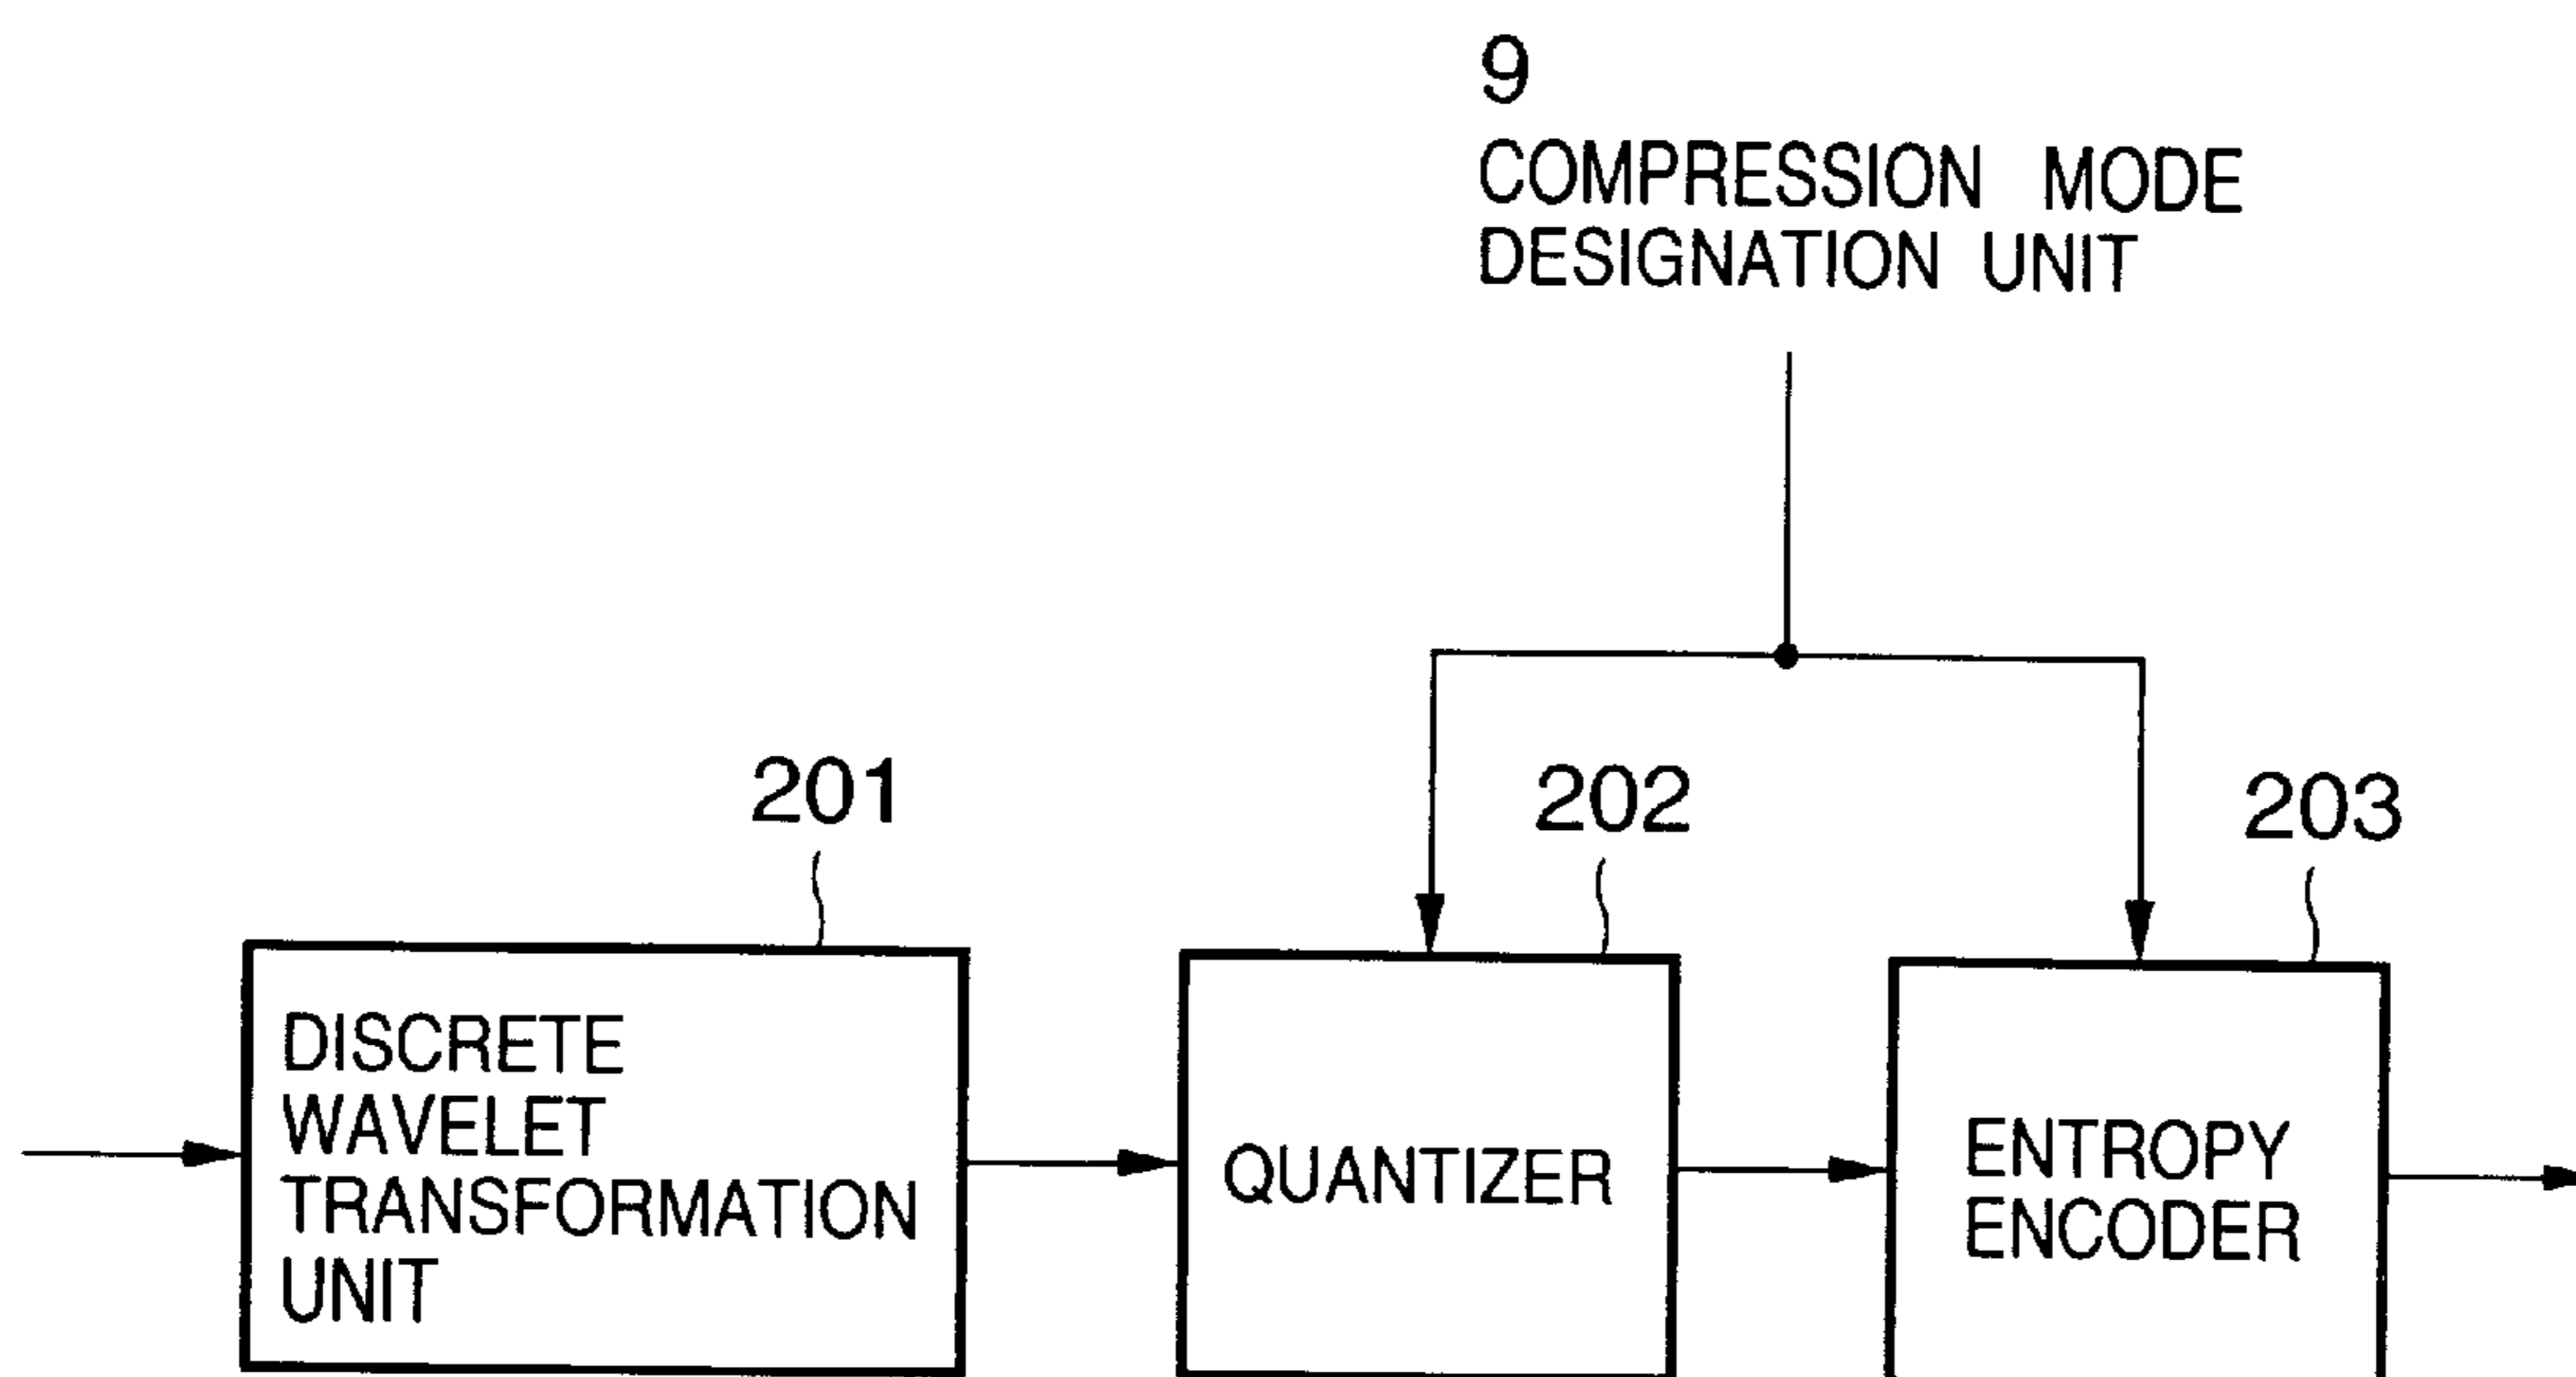 9
COMPRESSION MODE
DESIGNATION UNIT
201
202
203
DISCRETE
WAVELET
TRANSFORMATION
UNIT
QUANTIZER
ENTROPY
ENCODER